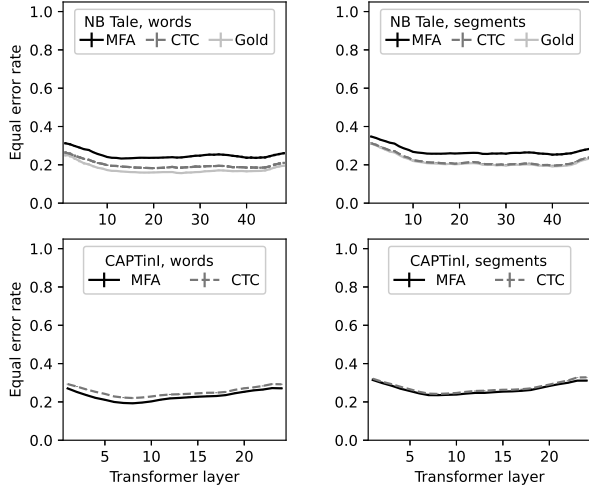 NB Tale, words
MFA CTC Gold
Equal error rate
1.0
0.8
0.6
0.4
0.2
0.0
10 20 30 40
NB Tale, segments
MFA CTC Gold
1.0
0.8
0.6
0.4
0.2
0.0
10 20 30 40
CAPTinI, words
MFA CTC
Equal error rate
1.0
0.8
0.6
0.4
0.2
0.0
5 10 15 20
Transformer layer
CAPTinI, segments
MFA CTC
1.0
0.8
0.6
0.4
0.2
0.0
5 10 15 20
Transformer layer